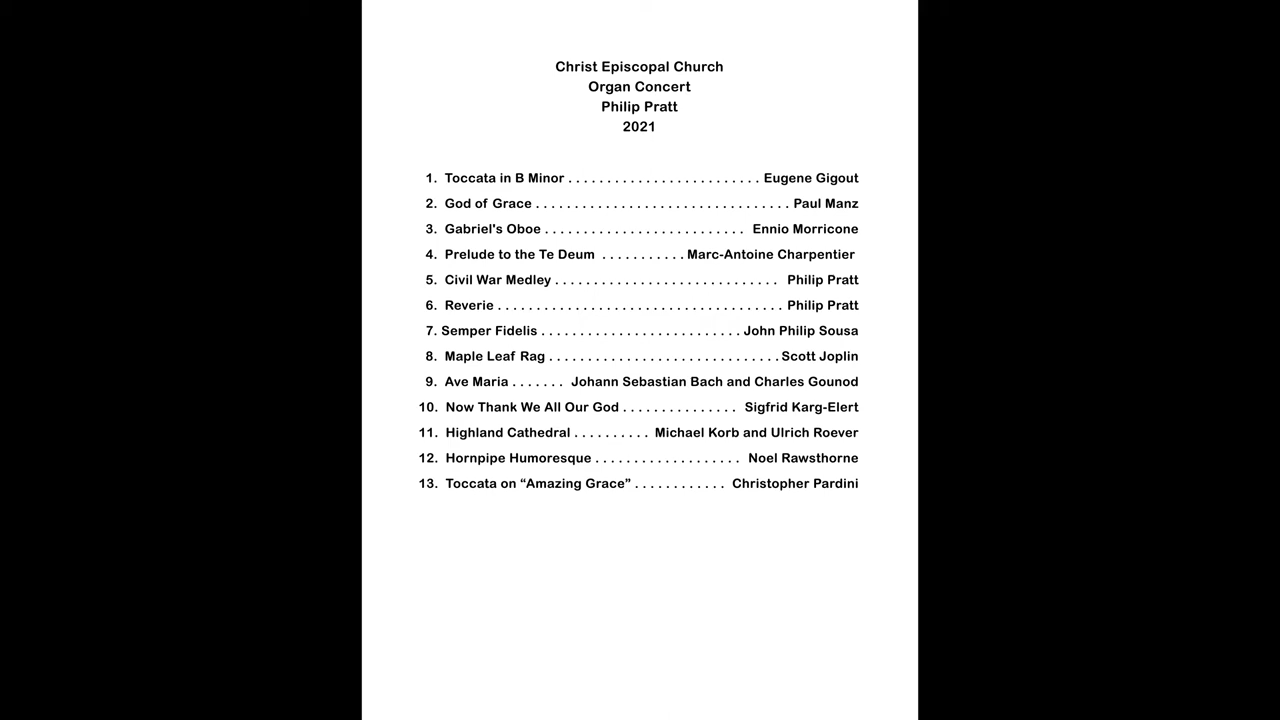 Christ Episcopal Church
Organ Concert
Philip Pratt
2021
1. Toccata in B Minor . . . . . . . . . . . . . . . . . . . . . . . . . Eugene Gigout
2. God of Grace . . . . . . . . . . . . . . . . . . . . . . . . . . . . . . . . . Paul Manz
3. Gabriel's Oboe . . . . . . . . . . . . . . . . . . . . . . . . . . Ennio Morricone
4. Prelude to the Te Deum . . . . . . . . . . . Marc-Antoine Charpentier
5. Civil War Medley . . . . . . . . . . . . . . . . . . . . . . . . . . . . . Philip Pratt
6. Reverie . . . . . . . . . . . . . . . . . . . . . . . . . . . . . . . . . . . . . Philip Pratt
7. Semper Fidelis . . . . . . . . . . . . . . . . . . . . . . . . . . John Philip Sousa
8. Maple Leaf Rag . . . . . . . . . . . . . . . . . . . . . . . . . . . . . . Scott Joplin
9. Ave Maria . . . . . . . Johann Sebastian Bach and Charles Gounod
10. Now Thank We All Our God . . . . . . . . . . . . . . . Sigfrid Karg-Elert
11. Highland Cathedral . . . . . . . . . . Michael Korb and Ulrich Roever
12. Hornpipe Humoresque . . . . . . . . . . . . . . . . . . . Noel Rawsthorne
13. Toccata on “Amazing Grace” . . . . . . . . . . . . Christopher Pardini